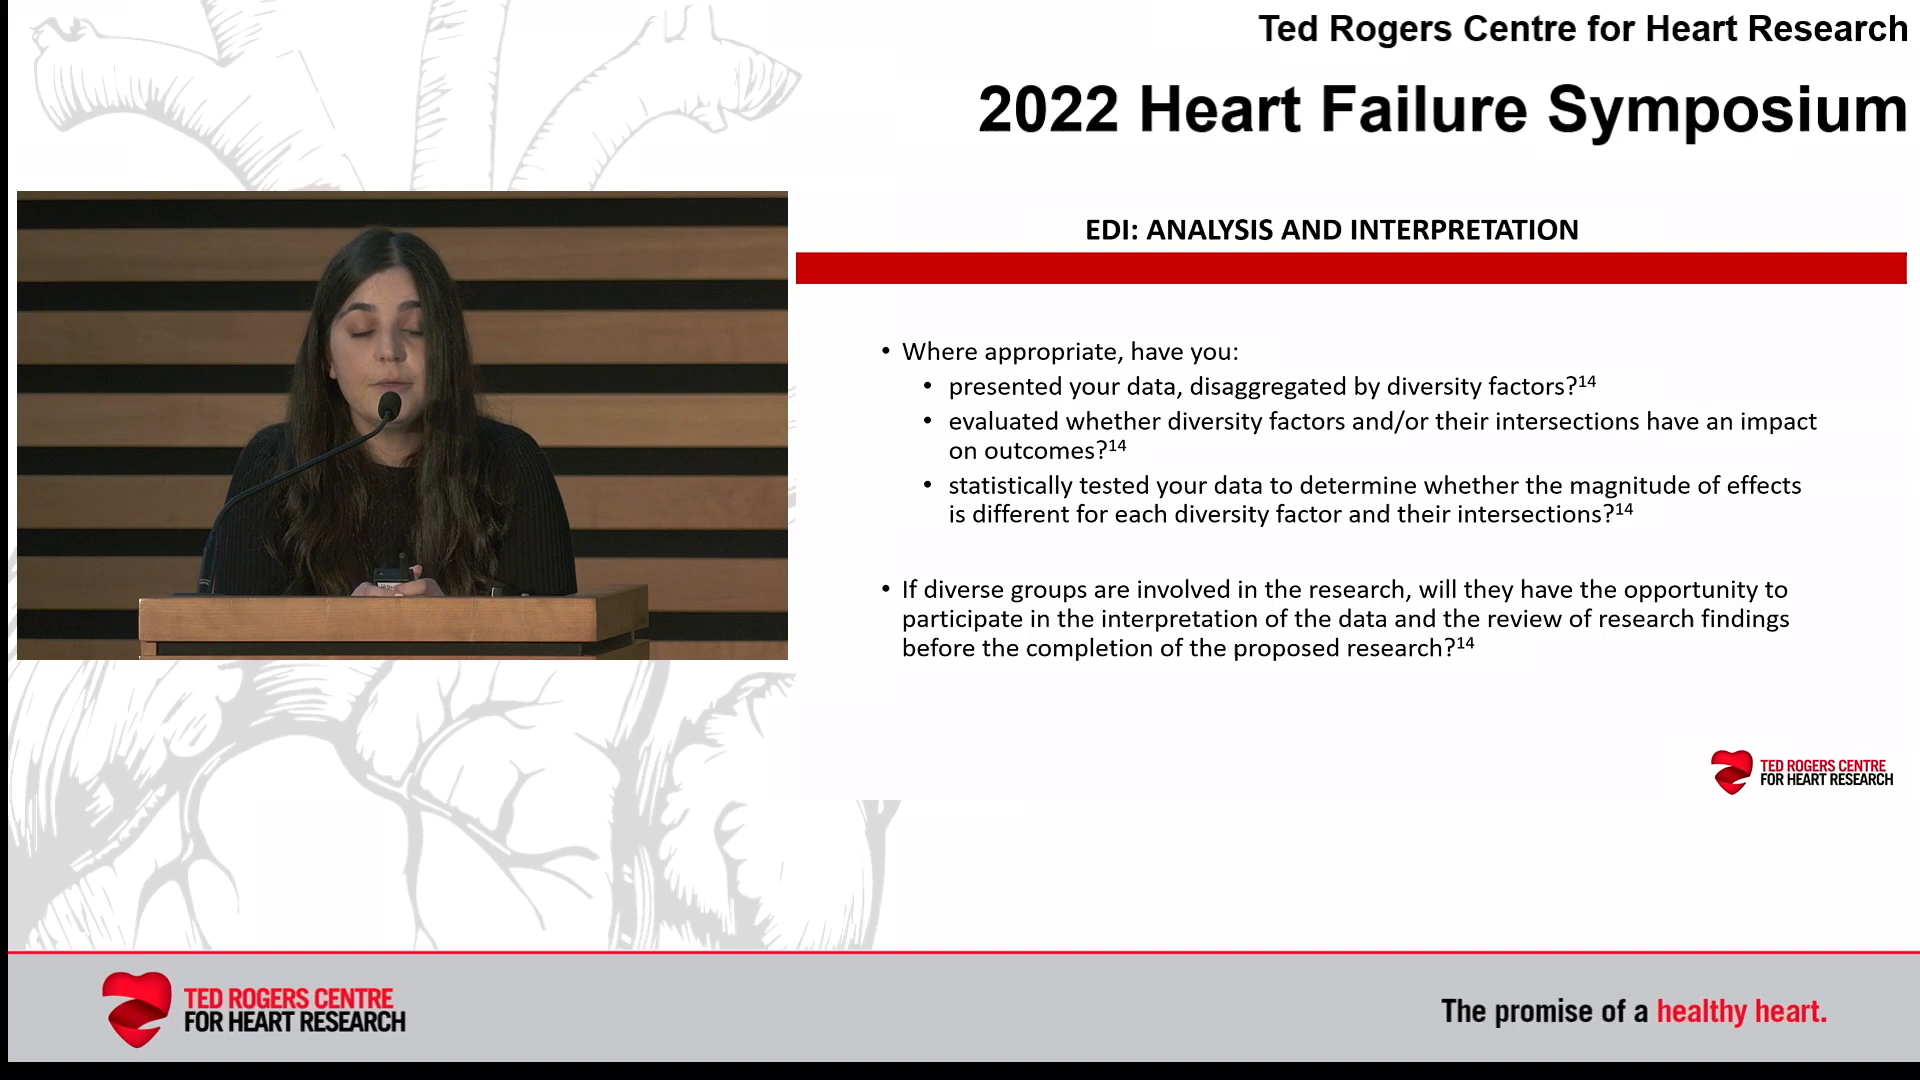 Ted Rogers Centre for Heart Research
2022 Heart Failure Symposium
EDI: ANALYSIS AND INTERPRETATION
• Where appropriate, have you:
• presented your data, disaggregated by diversity factors?¹⁴
• evaluated whether diversity factors and/or their intersections have an impact
on outcomes?¹⁴
• statistically tested your data to determine whether the magnitude of effects
is different for each diversity factor and their intersections?¹⁴
• If diverse groups are involved in the research, will they have the opportunity to
participate in the interpretation of the data and the review of research findings
before the completion of the proposed research?¹⁴
TED ROGERS CENTRE
FOR HEART RESEARCH
TED ROGERS CENTRE
FOR HEART RESEARCH
The promise of a healthy heart.